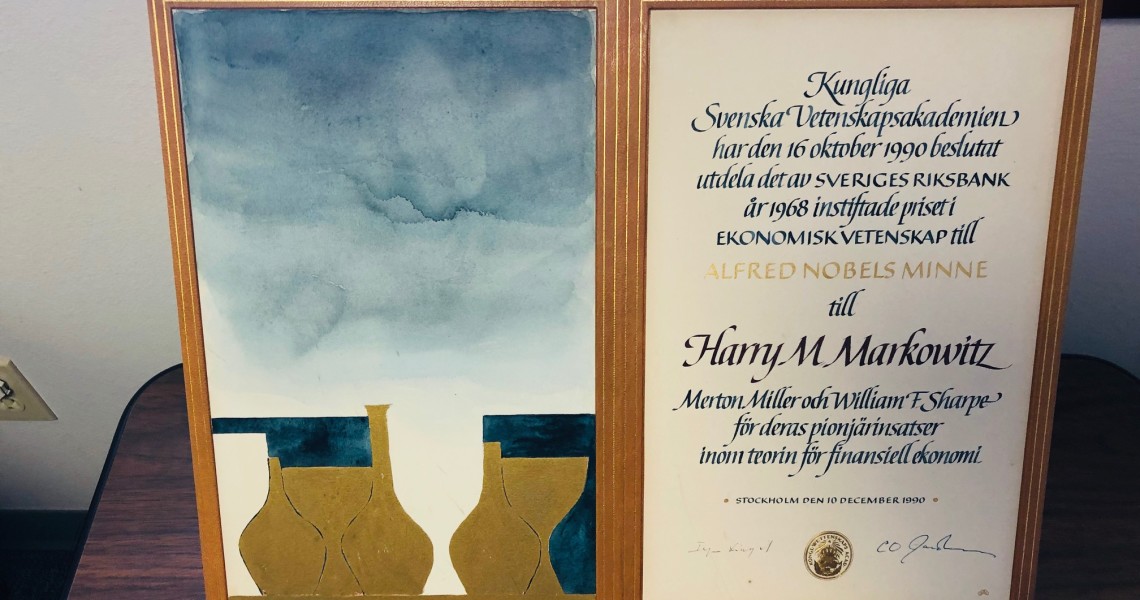 Kungliga
Svenska Vetenskapsakademien
har den 16 oktober 1990 beslutat
utdela det av SVERIGES RIKSBANK
år 1968 instiftade priset i
EKONOMISK VETENSKAP till
ALFRED NOBELS MINNE
till
Harry M Markowitz
Merton Miller och William F Sharpe
för deras pionjärinsatser
inom teorin för finansiell ekonomi
• STOCKHOLM DEN 10 DECEMBER 1990 •